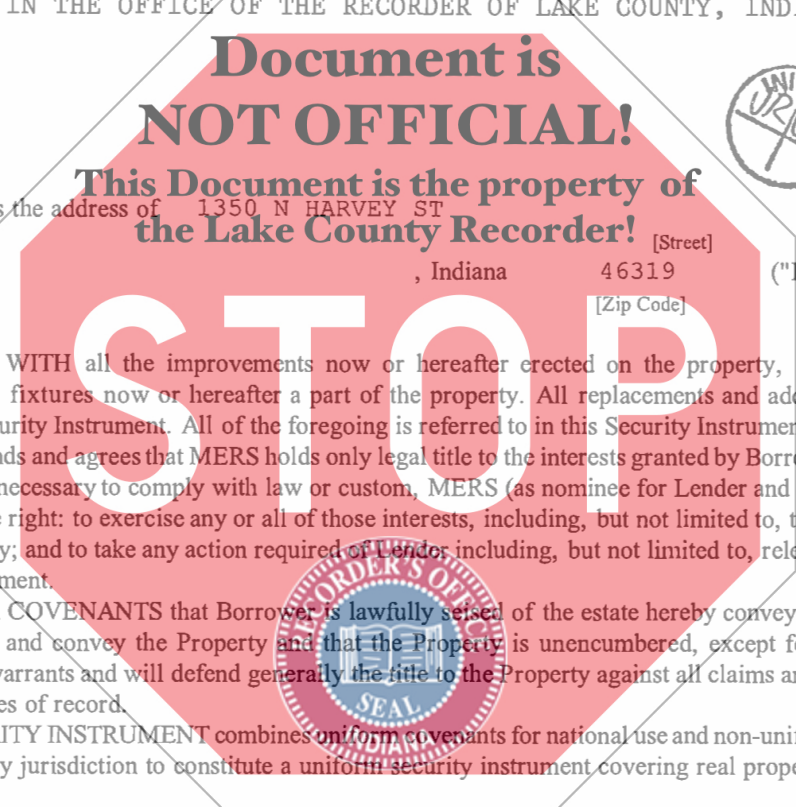 IN THE OFFICE OF THE RECORDER OF LAKE COUNTY, INDI
Document is
NOT OFFICIAL!
This Document is the property of
the Lake County Recorder!
s the address of 1350 N HARVEY ST
[Street]
, Indiana 46319 ("
[Zip Code]
STOP
WITH all the improvements now or hereafter erected on the property,
fixtures now or hereafter a part of the property. All replacements and add
urity Instrument. All of the foregoing is referred to in this Security Instrumen
ds and agrees that MERS holds only legal title to the interests granted by Borro
necessary to comply with law or custom, MERS (as nominee for Lender and
e right: to exercise any or all of those interests, including, but not limited to, t
y; and to take any action required of Lender including, but not limited to, rele
ment.
COVENANTS that Borrower is lawfully seised of the estate hereby convey
and convey the Property and that the Property is unencumbered, except fo
warrants and will defend generally the title to the Property against all claims an
es of record.
RITY INSTRUMENT combines uniform covenants for national use and non-unif
y jurisdiction to constitute a uniform security instrument covering real prope
RECORDER'S OFFICE
SEAL
INDIANA